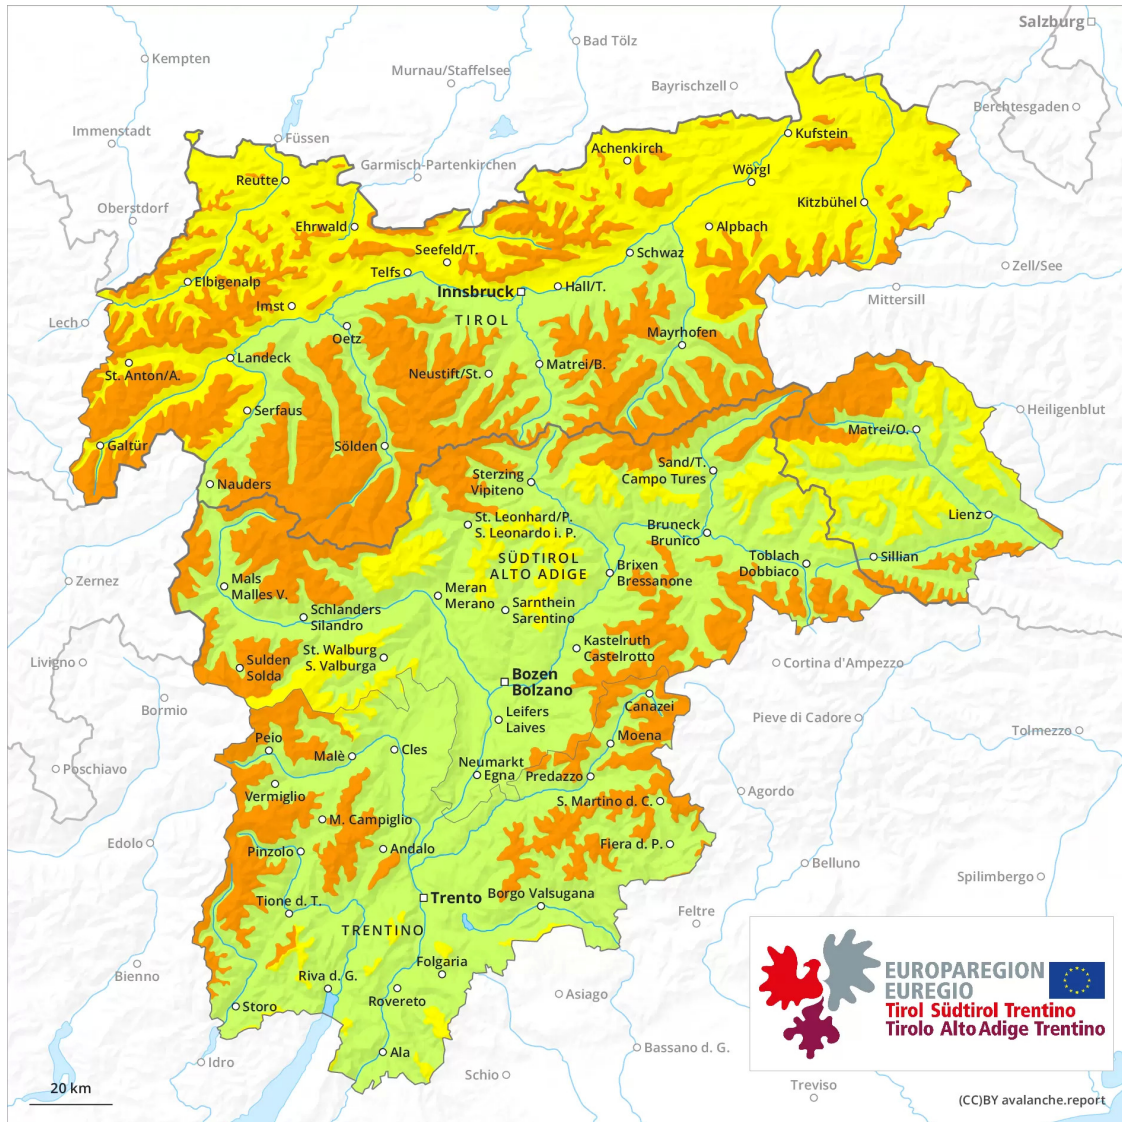 Salzburg
Bad Tölz
Kempten
Murnau/Staffelsee
Bayrischzell
Berchtesgaden
Immenstadt
Füssen
Kufstein
Achenkirch
Garmisch-Partenkirchen
Wörgl
Reutte
Kitzbühel
Oberstdorf
Ehrwald
Alpbach
Seefeld/T.
Schwaz
Telfs
Zell/See
Elbigenalp
Hall/T.
Innsbruck
Mittersill
Imst
TIROL
Lech
Oetz
Mayrhofen
Landeck
St. Anton/A.
Matrei/B.
Neustift/St.
Serfaus
Heiligenblut
Matrei/O.
Galtür
Sölden
Sand/T.
Campo Tures
Sterzing
Vipiteno
Nauders
Lienz
St. Leonhard/P.
S. Leonardo i. P.
Bruneck
Brunico
SÜDTIROL
ALTO ADIGE
Toblach
Dobbiaco
Sillian
Brixen
Bressanone
Zernez
Mals
Malles V.
Meran
Merano
Sarnthein
Sarentino
Schlanders
Silandro
Kastelruth
Castelrotto
St. Walburg
S. Valburga
Livigno
Sulden
Solda
Cortina d'Ampezzo
Bozen
Bolzano
Canazei
Bormio
Leifers
Laives
Pieve di Cadore
Tolmezzo
Peio
Moena
Malè
Cles
Poschiavo
Neumarkt
Egna
Predazzo
Vermiglio
Agordo
S. Martino d. C.
M. Campiglio
Edolo
Pinzolo
Andalo
Fiera d. P.
Belluno
Spilimbergo
Tione d. T.
Trento
Borgo Valsugana
Feltre
TRENTINO
Folgaria
Bienno
Riva d. G.
Rovereto
Asiago
Storo
Ala
Idro
Bassano d. G.
Schio
Treviso
20 km
EUROPAREGION
EUREGIO
Tirol Südtirol Trentino
Tirolo Alto Adige Trentino
(CC)BY avalanche.report